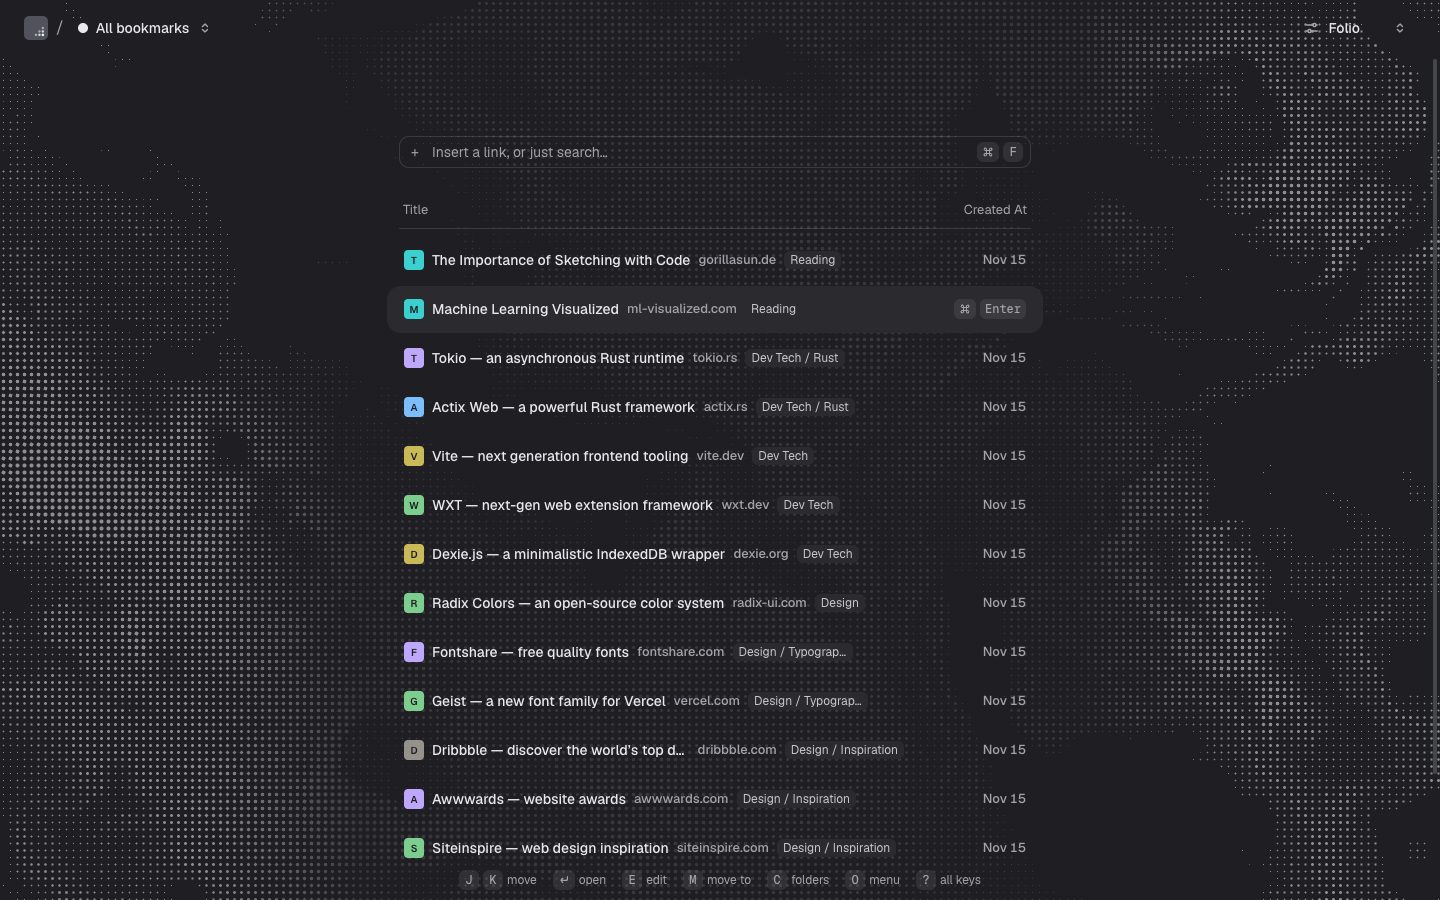 / All bookmarks
Folio
+ Insert a link, or just search... ⌘ F
Title Created At
T The Importance of Sketching with Code gorillasun.de Reading Nov 15
M Machine Learning Visualized ml-visualized.com Reading ⌘ Enter
T Tokio — an asynchronous Rust runtime tokio.rs Dev Tech / Rust Nov 15
A Actix Web — a powerful Rust framework actix.rs Dev Tech / Rust Nov 15
V Vite — next generation frontend tooling vite.dev Dev Tech Nov 15
W WXT — next-gen web extension framework wxt.dev Dev Tech Nov 15
D Dexie.js — a minimalistic IndexedDB wrapper dexie.org Dev Tech Nov 15
R Radix Colors — an open-source color system radix-ui.com Design Nov 15
F Fontshare — free quality fonts fontshare.com Design / Typograp... Nov 15
G Geist — a new font family for Vercel vercel.com Design / Typograp... Nov 15
D Dribbble — discover the world's top d... dribbble.com Design / Inspiration Nov 15
A Awwwards — website awards awwwards.com Design / Inspiration Nov 15
S Siteinspire — web design inspiration siteinspire.com Design / Inspiration Nov 15
J K move ↵ open E edit M move to C folders O menu ? all keys